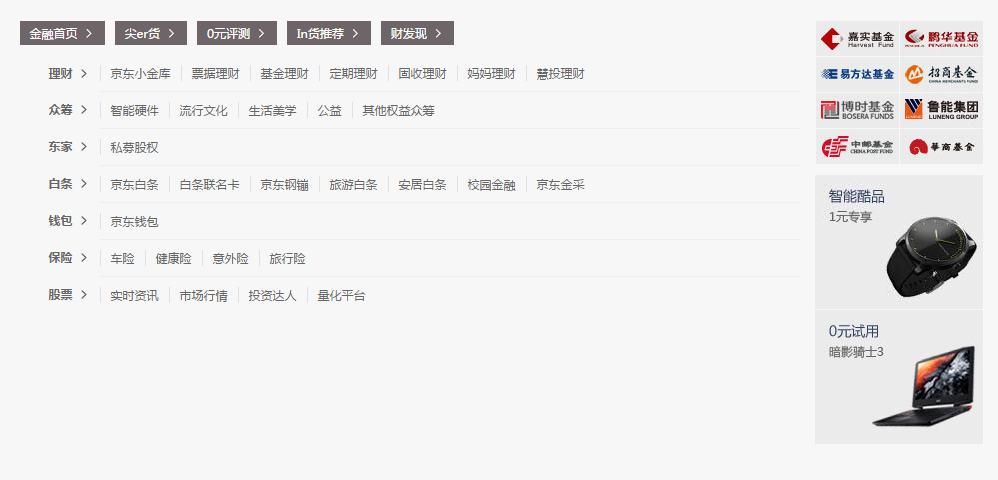 金融首页 > 尖er货 > 0元评测 > In货推荐 > 财发现 >
理财 > 京东小金库 票据理财 基金理财 定期理财 固收理财 妈妈理财 慧投理财
众筹 > 智能硬件 流行文化 生活美学 公益 其他权益众筹
东家 > 私募股权
白条 > 京东白条 白条联名卡 京东钢镚 旅游白条 安居白条 校园金融 京东金采
钱包 > 京东钱包
保险 > 车险 健康险 意外险 旅行险
股票 > 实时资讯 市场行情 投资达人 量化平台
嘉实基金
Harvest Fund
鹏华基金
PENGHUA FUND
易方达基金
招商基金
CHINA MERCHANTS FUND
博时基金
BOSERA FUNDS
鲁能集团
LUNENG GROUP
中邮基金
CHINA POST FUND
華商基金
智能酷品
1元专享
0元试用
暗影骑士3